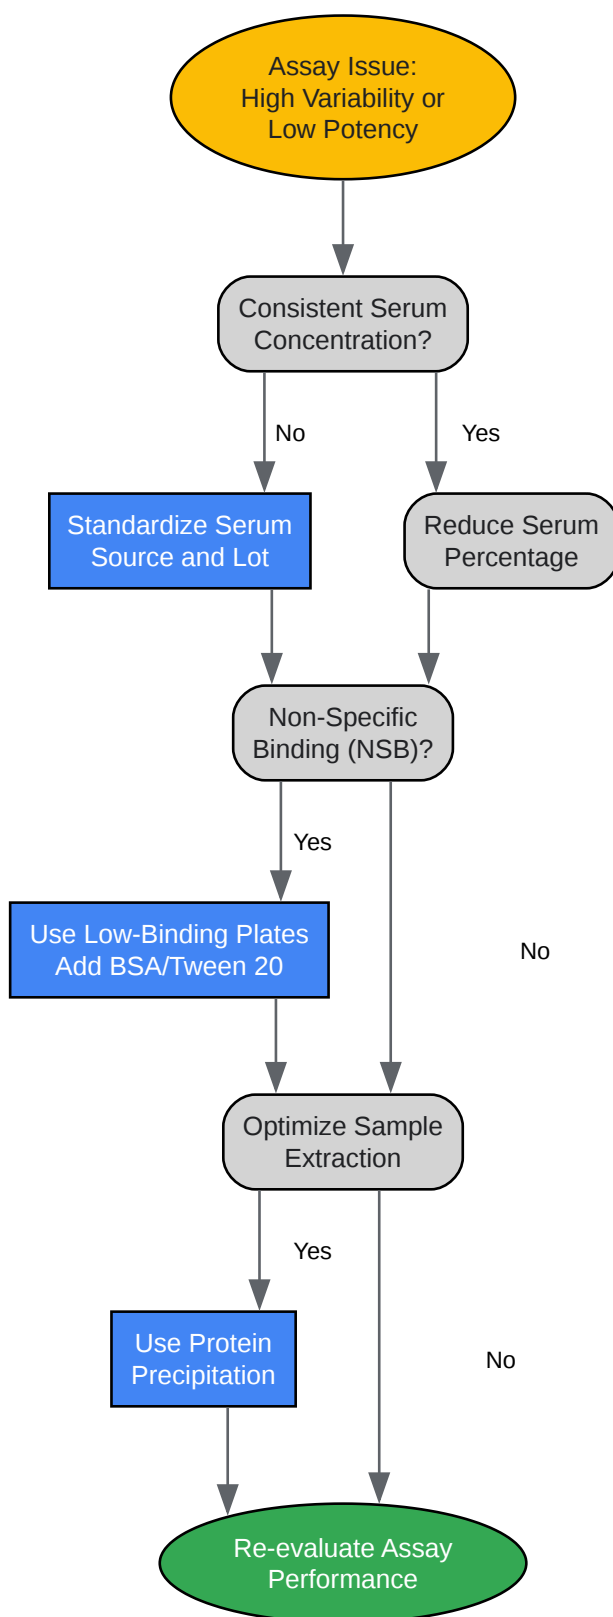 Assay Issue:
High Variability or
Low Potency
Consistent Serum
Concentration?
No
Yes
Standardize Serum
Source and Lot
Reduce Serum
Percentage
Non-Specific
Binding (NSB)?
Yes
Use Low-Binding Plates
Add BSA/Tween 20
No
Optimize Sample
Extraction
Yes
Use Protein
Precipitation
No
Re-evaluate Assay
Performance